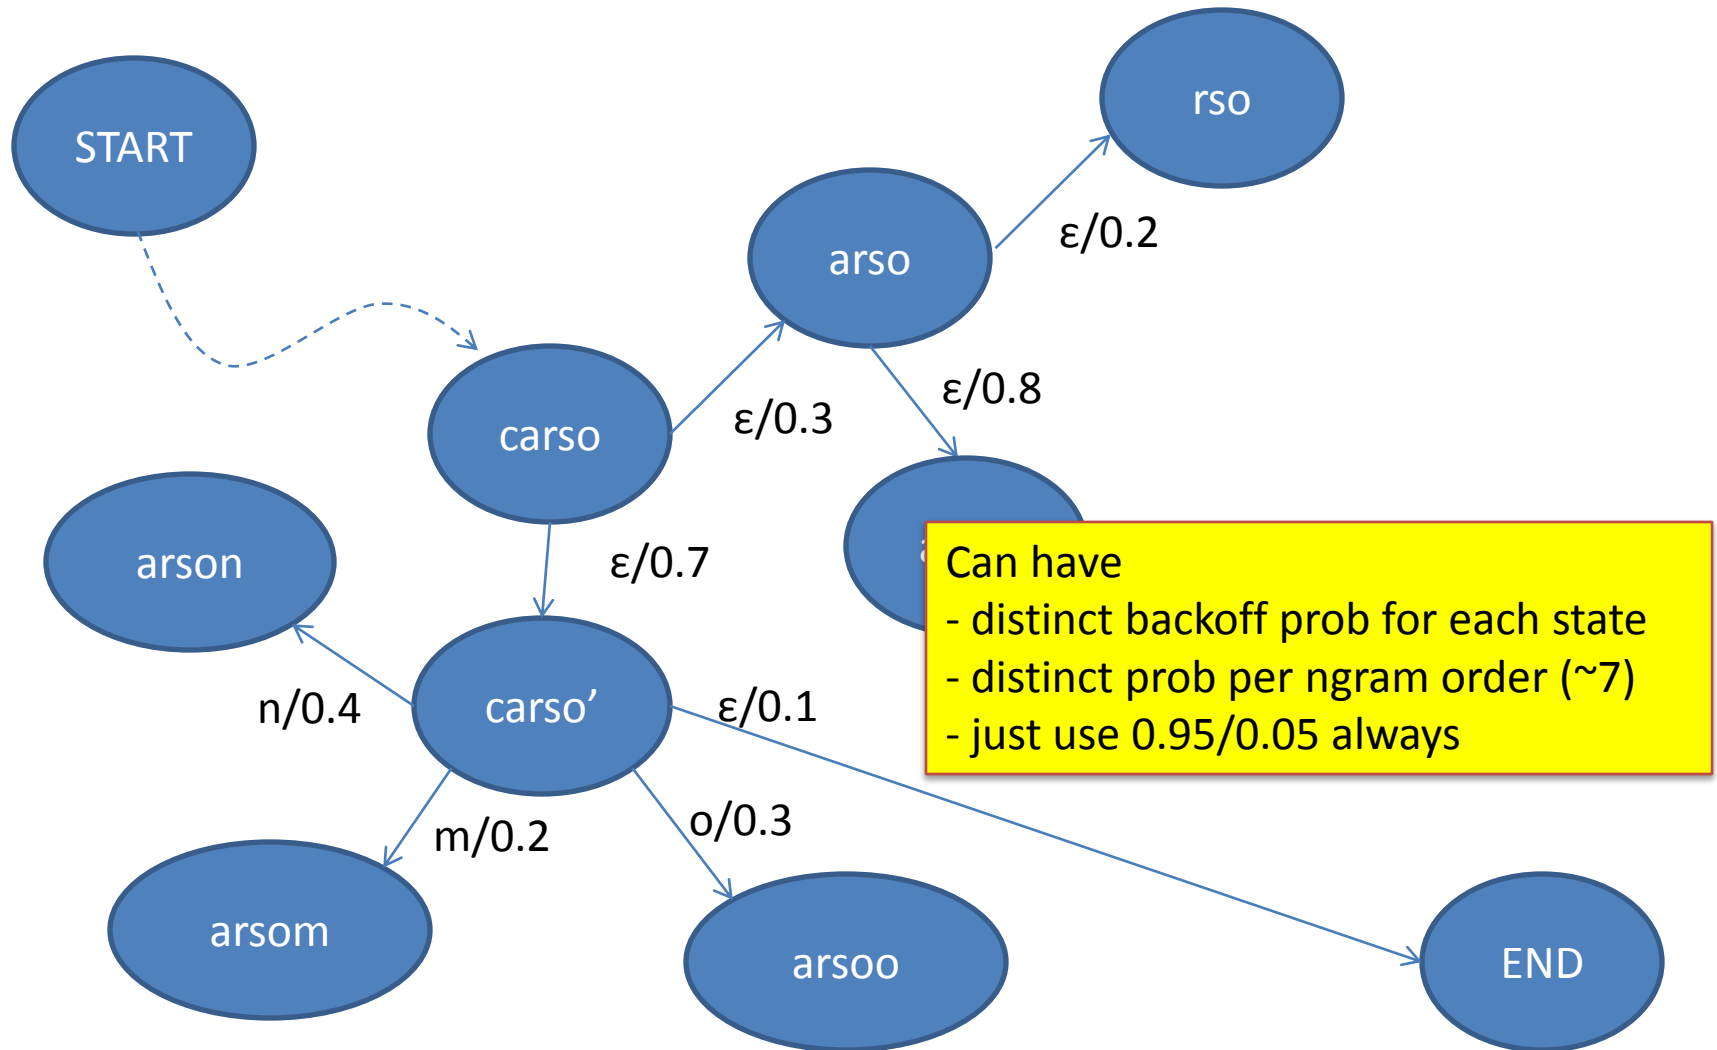 START
rso
arso
ε/0.2
ε/0.8
ε/0.3
carso
ε/0.7
arson
Can have
- distinct backoff prob for each state
- distinct prob per ngram order (~7)
- just use 0.95/0.05 always
n/0.4
carso’
ε/0.1
m/0.2
o/0.3
arsom
arsoo
END